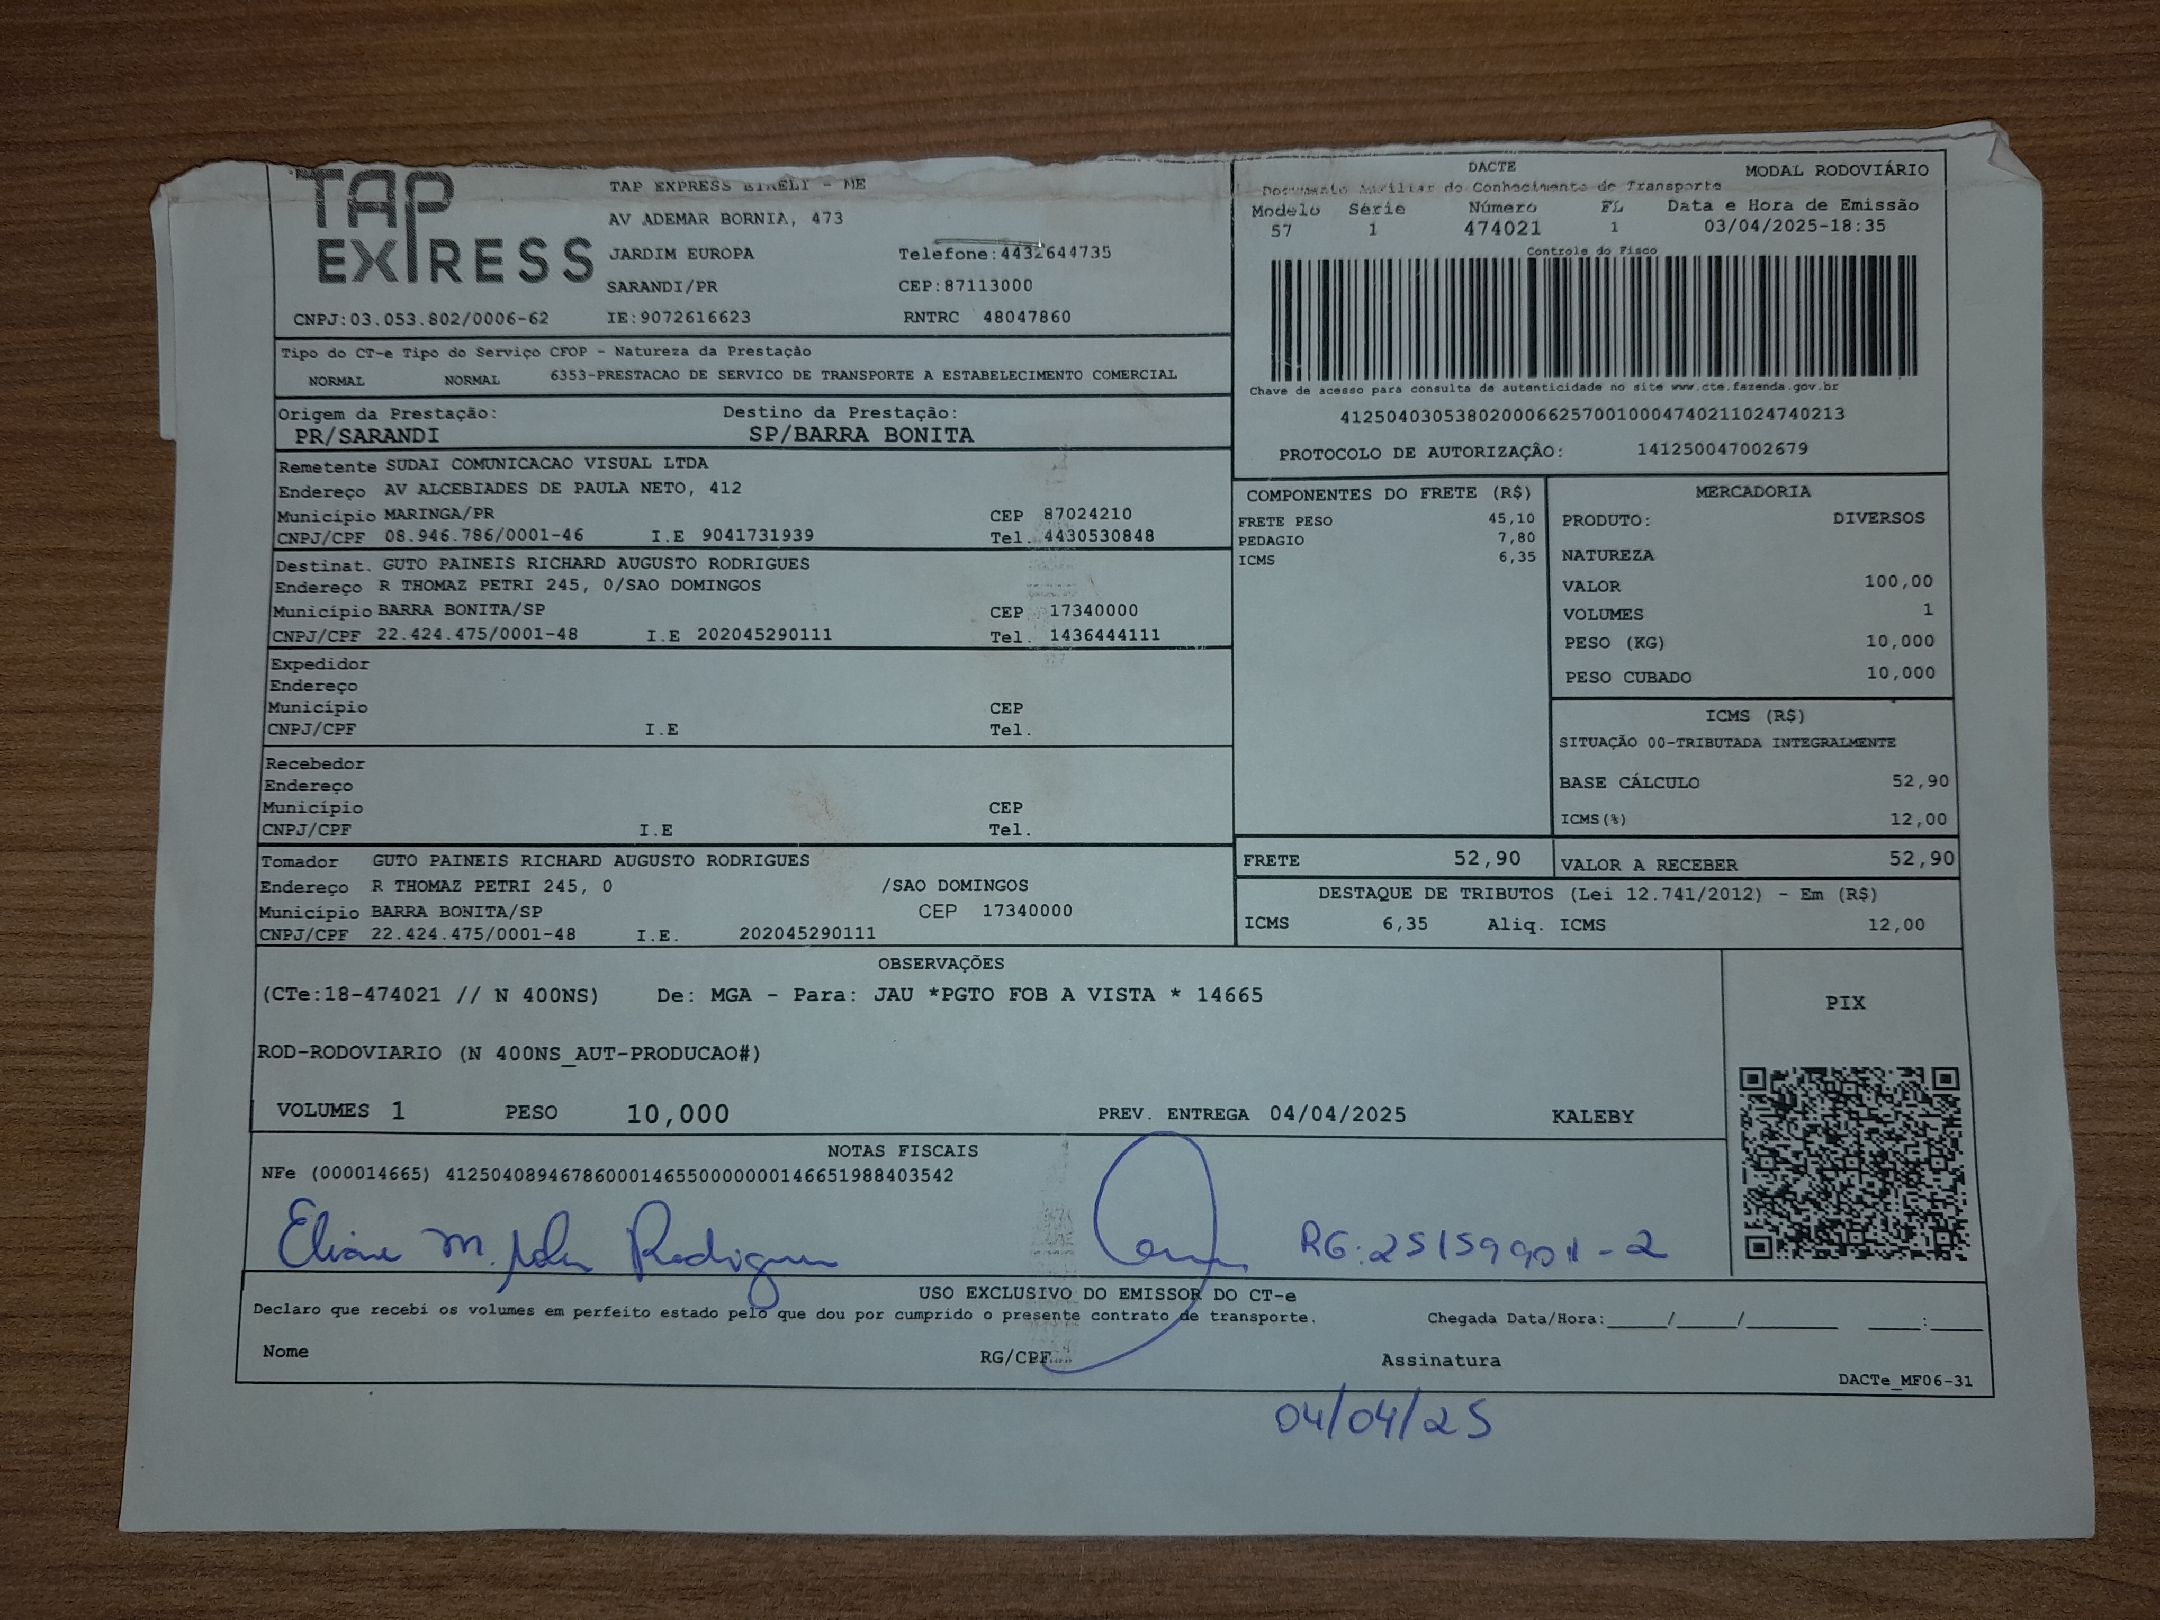 TAP EXPRESS
TAP EXPRESS EIRELI - ME
AV ADEMAR BORNIA, 473
JARDIM EUROPA Telefone:4432644735
SARANDI/PR CEP:87113000
CNPJ:03.053.802/0006-62 IE:9072616623 RNTRC 48047860
DACTE MODAL RODOVIÁRIO
Documento Auxiliar do Conhecimento de Transporte
Modelo Série Número FL Data e Hora de Emissão
57 1 474021 1 03/04/2025-18:35
Controle do Fisco
Chave de acesso para consulta de autenticidade no site www.cte.fazenda.gov.br
41250403053802000662570010004740211024740213
PROTOCOLO DE AUTORIZAÇÃO: 141250047002679
Tipo do CT-e Tipo do Serviço CFOP - Natureza da Prestação
NORMAL NORMAL 6353-PRESTACAO DE SERVICO DE TRANSPORTE A ESTABELECIMENTO COMERCIAL
Origem da Prestação: Destino da Prestação:
PR/SARANDI SP/BARRA BONITA
Remetente SUDAI COMUNICACAO VISUAL LTDA
Endereço AV ALCEBIADES DE PAULA NETO, 412
Município MARINGA/PR CEP 87024210
CNPJ/CPF 08.946.786/0001-46 I.E 9041731939 Tel. 4430530848
Destinat. GUTO PAINEIS RICHARD AUGUSTO RODRIGUES
Endereço R THOMAZ PETRI 245, 0/SAO DOMINGOS
Município BARRA BONITA/SP CEP 17340000
CNPJ/CPF 22.424.475/0001-48 I.E 202045290111 Tel. 1436444111
Expedidor
Endereço
Município CEP
CNPJ/CPF I.E Tel.
Recebedor
Endereço
Município CEP
CNPJ/CPF I.E Tel.
Tomador GUTO PAINEIS RICHARD AUGUSTO RODRIGUES
Endereço R THOMAZ PETRI 245, 0 /SAO DOMINGOS
Município BARRA BONITA/SP CEP 17340000
CNPJ/CPF 22.424.475/0001-48 I.E. 202045290111
COMPONENTES DO FRETE (R$)
FRETE PESO 45,10
PEDAGIO 7,80
ICMS 6,35
MERCADORIA
PRODUTO: DIVERSOS
NATUREZA
VALOR 100,00
VOLUMES 1
PESO (KG) 10,000
PESO CUBADO 10,000
ICMS (R$)
SITUAÇÃO 00-TRIBUTADA INTEGRALMENTE
BASE CÁLCULO 52,90
ICMS(%) 12,00
FRETE 52,90 VALOR A RECEBER 52,90
DESTAQUE DE TRIBUTOS (Lei 12.741/2012) - Em (R$)
ICMS 6,35 Aliq. ICMS 12,00
OBSERVAÇÕES
(CTe:18-474021 // N 400NS) De: MGA - Para: JAU *PGTO FOB A VISTA * 14665
ROD-RODOVIARIO (N 400NS_AUT-PRODUCAO#)
VOLUMES 1 PESO 10,000 PREV. ENTREGA 04/04/2025 KALEBY
PIX
NOTAS FISCAIS
NFe (000014665) 41250408946786000146550000000146651988403542
Eliane M. Rodrigues
RG:
USO EXCLUSIVO DO EMISSOR DO CT-e
Declaro que recebi os volumes em perfeito estado pelo que dou por cumprido o presente contrato de transporte. Chegada Data/Hora:_____/_____/________ _____:_____
Nome RG/CPF Assinatura
DACTe_MF06-31
04/04/25